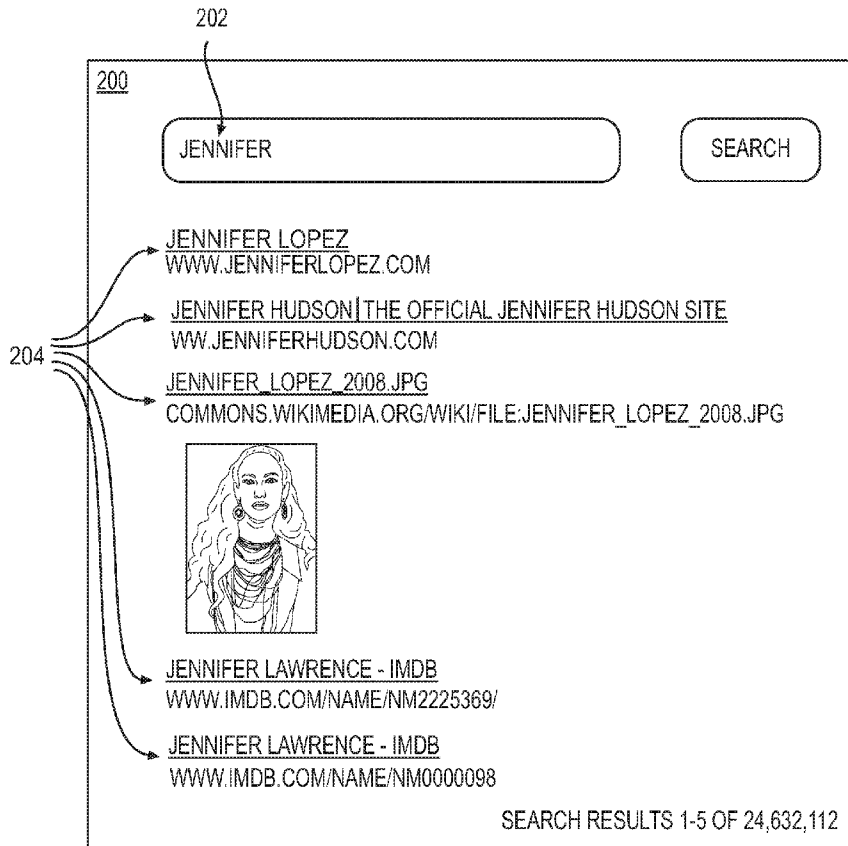 202
200
JENNIFER
SEARCH
JENNIFER LOPEZ
WWW.JENNIFERLOPEZ.COM
JENNIFER HUDSON|THE OFFICIAL JENNIFER HUDSON SITE
WW.JENNIFERHUDSON.COM
204
JENNIFER_LOPEZ_2008.JPG
COMMONS.WIKIMEDIA.ORG/WIKI/FILE:JENNIFER_LOPEZ_2008.JPG
JENNIFER LAWRENCE - IMDB
WWW.IMDB.COM/NAME/NM2225369/
JENNIFER LAWRENCE - IMDB
WWW.IMDB.COM/NAME/NM0000098
SEARCH RESULTS 1-5 OF 24,632,112